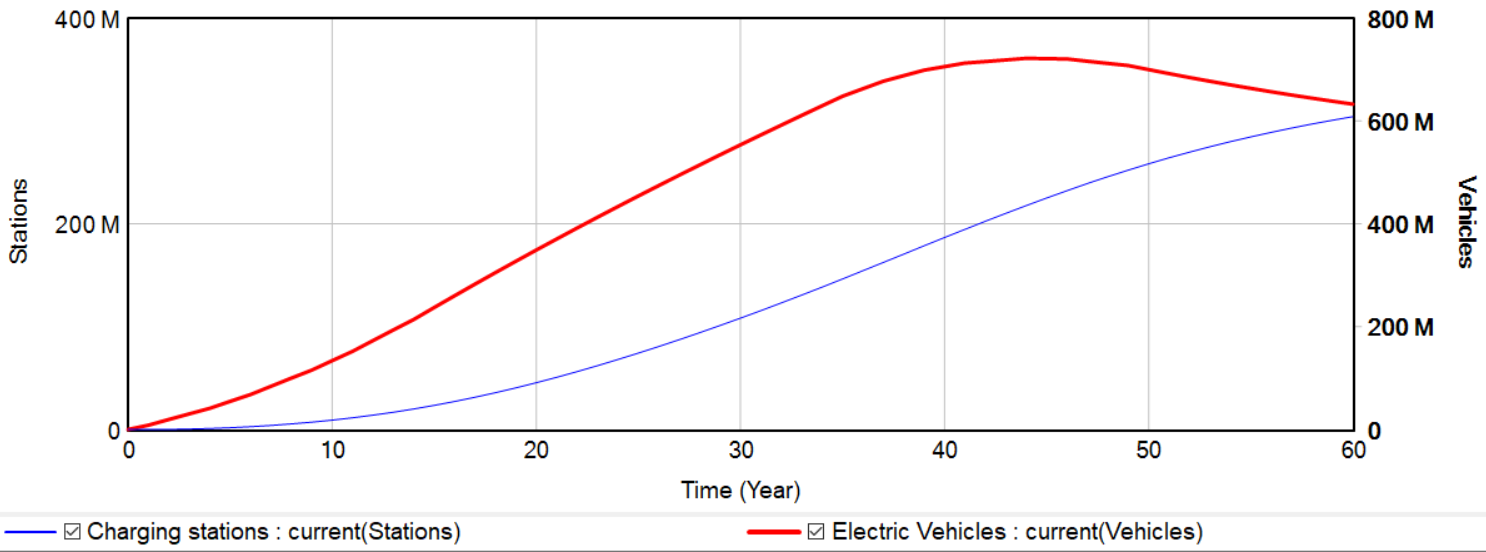 400 M
200 M
0
Stations
800 M
600 M
400 M
200 M
0
Vehicles
0 10 20 30 40 50 60
Time (Year)
Charging stations : current(Stations) Electric Vehicles : current(Vehicles)